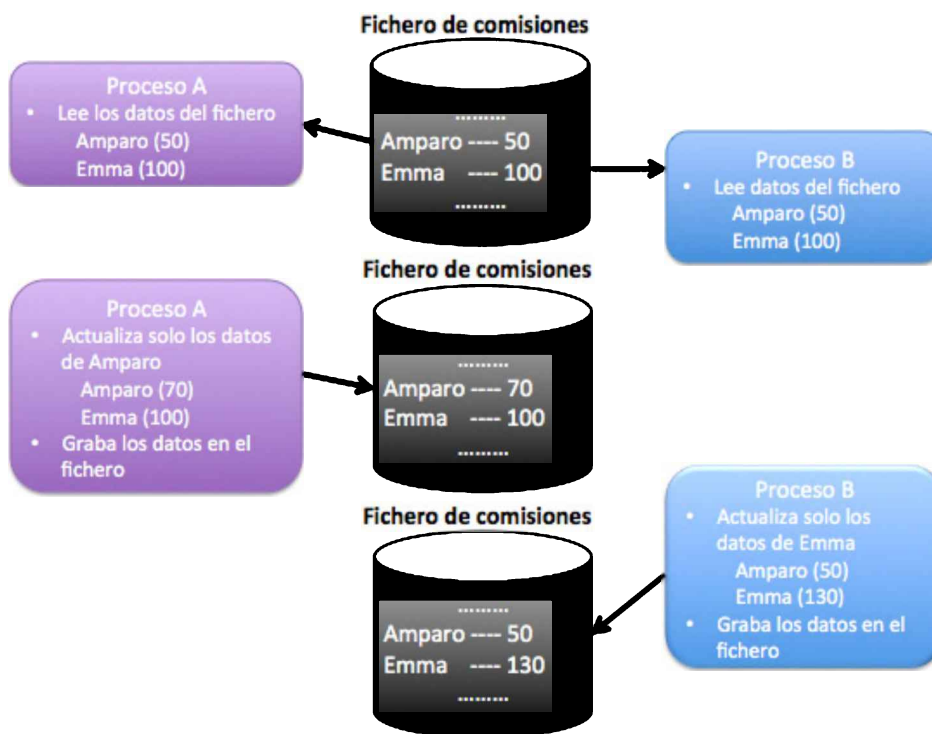 Fichero de comisiones
Proceso A
• Lee los datos del fichero
Amparo (50)
Emma (100)
.........
Amparo ---- 50
Emma ---- 100
.........
Proceso B
• Lee datos del fichero
Amparo (50)
Emma (100)
Fichero de comisiones
Proceso A
• Actualiza solo los datos
de Amparo
Amparo (70)
Emma (100)
• Graba los datos en el
fichero
.........
Amparo ---- 70
Emma ---- 100
.........
Fichero de comisiones
Proceso B
• Actualiza solo los
datos de Emma
Amparo (50)
Emma (130)
• Graba los datos en el
fichero
.........
Amparo ---- 50
Emma ---- 130
.........